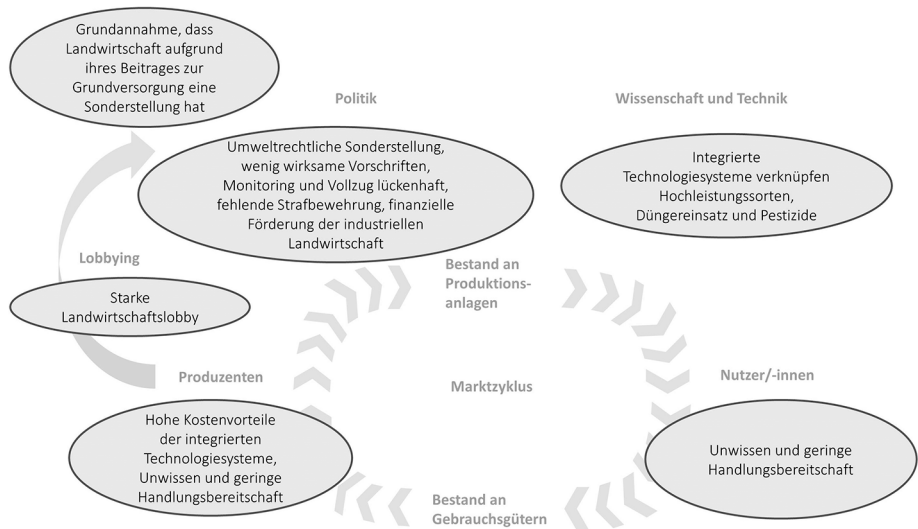 Grundannahme, dass
Landwirtschaft aufgrund
ihres Beitrages zur
Grundversorgung eine
Sonderstellung hat
Politik
Wissenschaft und Technik
Umweltrechtliche Sonderstellung,
wenig wirksame Vorschriften,
Monitoring und Vollzug lückenhaft,
fehlende Strafbewehrung, finanzielle
Förderung der industriellen
Landwirtschaft
Integrierte
Technologiesysteme verknüpfen
Hochleistungssorten,
Düngereinsatz und Pestizide
Lobbying
Starke
Landwirtschaftslobby
Bestand an
Produktions-
anlagen
Produzenten
Marktzyklus
Nutzer/-innen
Hohe Kostenvorteile
der integrierten
Technologiesysteme,
Unwissen und geringe
Handlungsbereitschaft
Unwissen und geringe
Handlungsbereitschaft
Bestand an
Gebrauchsgütern